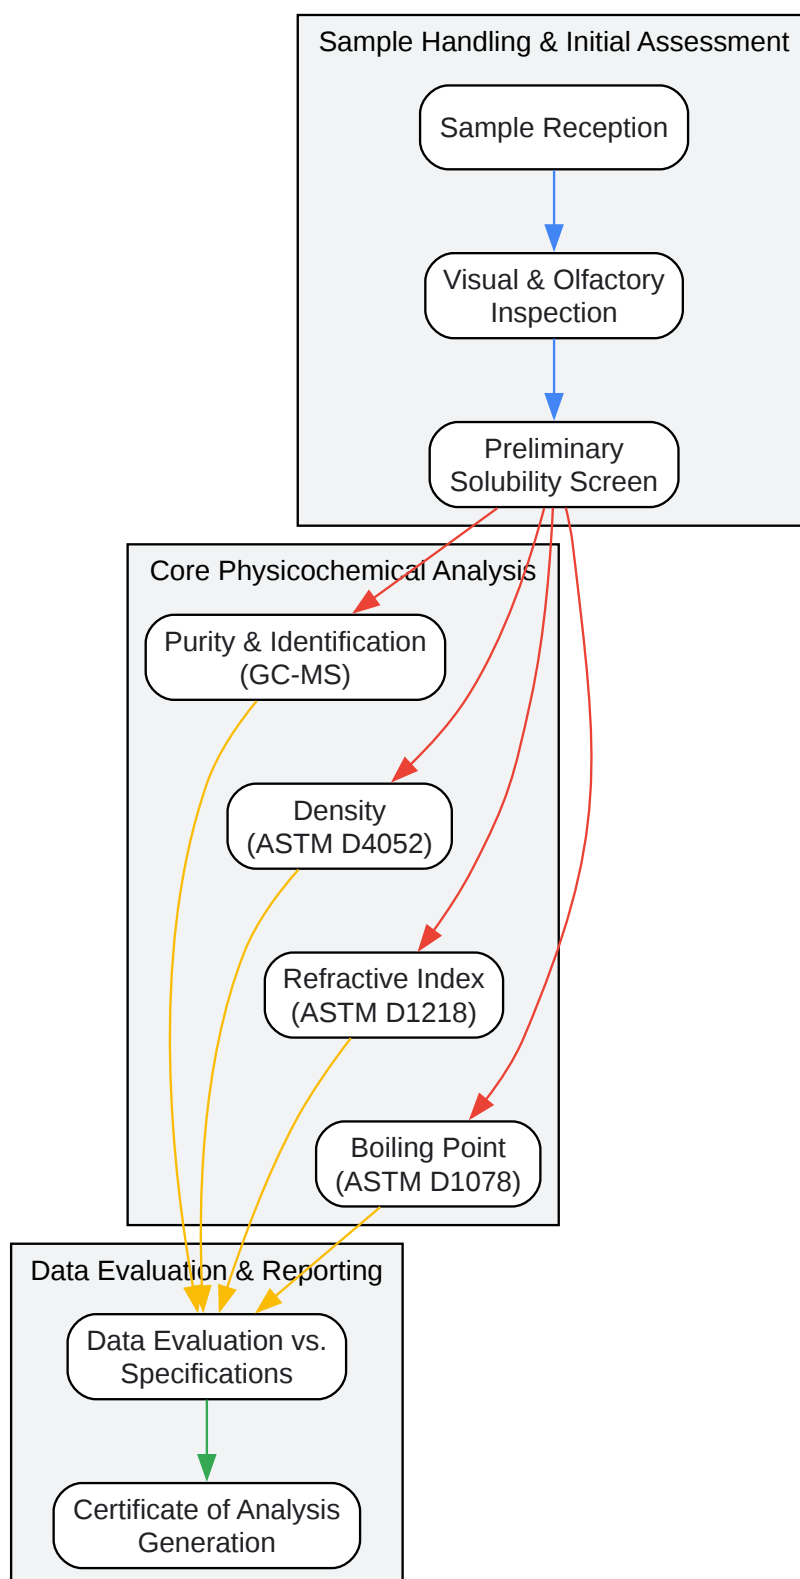 Sample Handling & Initial Assessment
Sample Reception
Visual & Olfactory
Inspection
Preliminary
Solubility Screen
Core Physicochemical Analysis
Purity & Identification
(GC-MS)
Density
(ASTM D4052)
Refractive Index
(ASTM D1218)
Boiling Point
(ASTM D1078)
Data Evaluation & Reporting
Data Evaluation vs.
Specifications
Certificate of Analysis
Generation